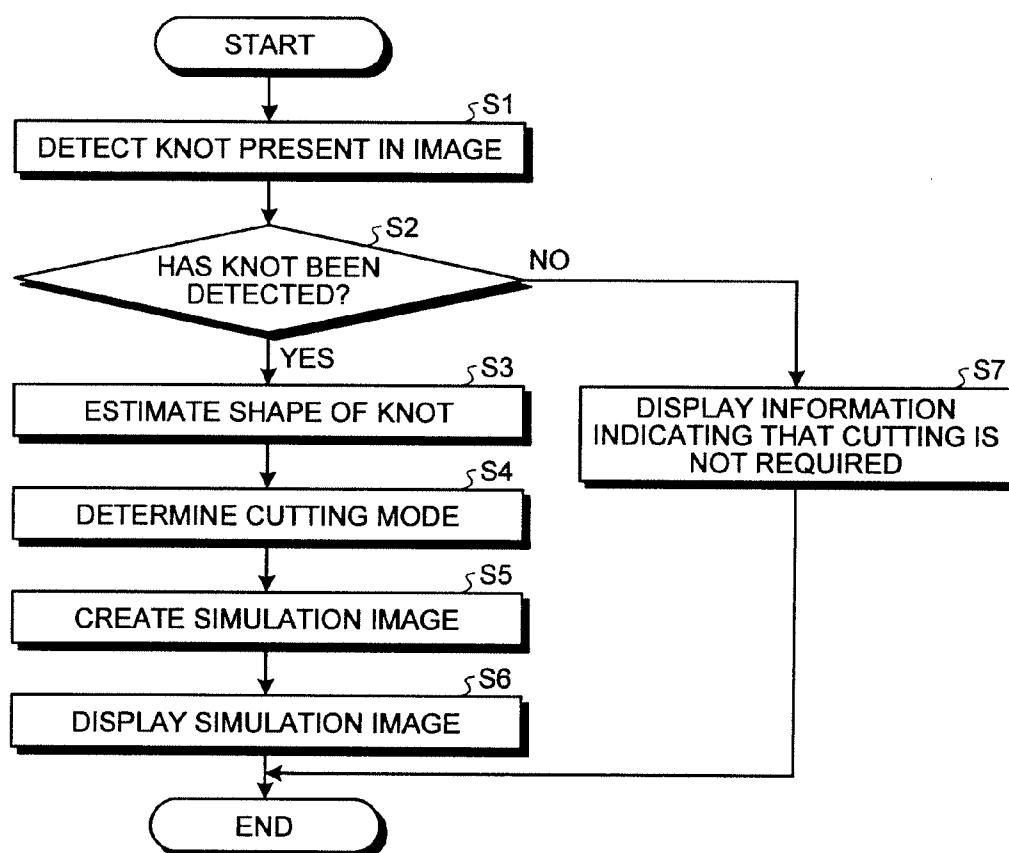 START
S1
DETECT KNOT PRESENT IN IMAGE
S2
HAS KNOT BEEN
DETECTED?
NO
YES
S3
ESTIMATE SHAPE OF KNOT
S7
DISPLAY INFORMATION
INDICATING THAT CUTTING IS
NOT REQUIRED
S4
DETERMINE CUTTING MODE
S5
CREATE SIMULATION IMAGE
S6
DISPLAY SIMULATION IMAGE
END